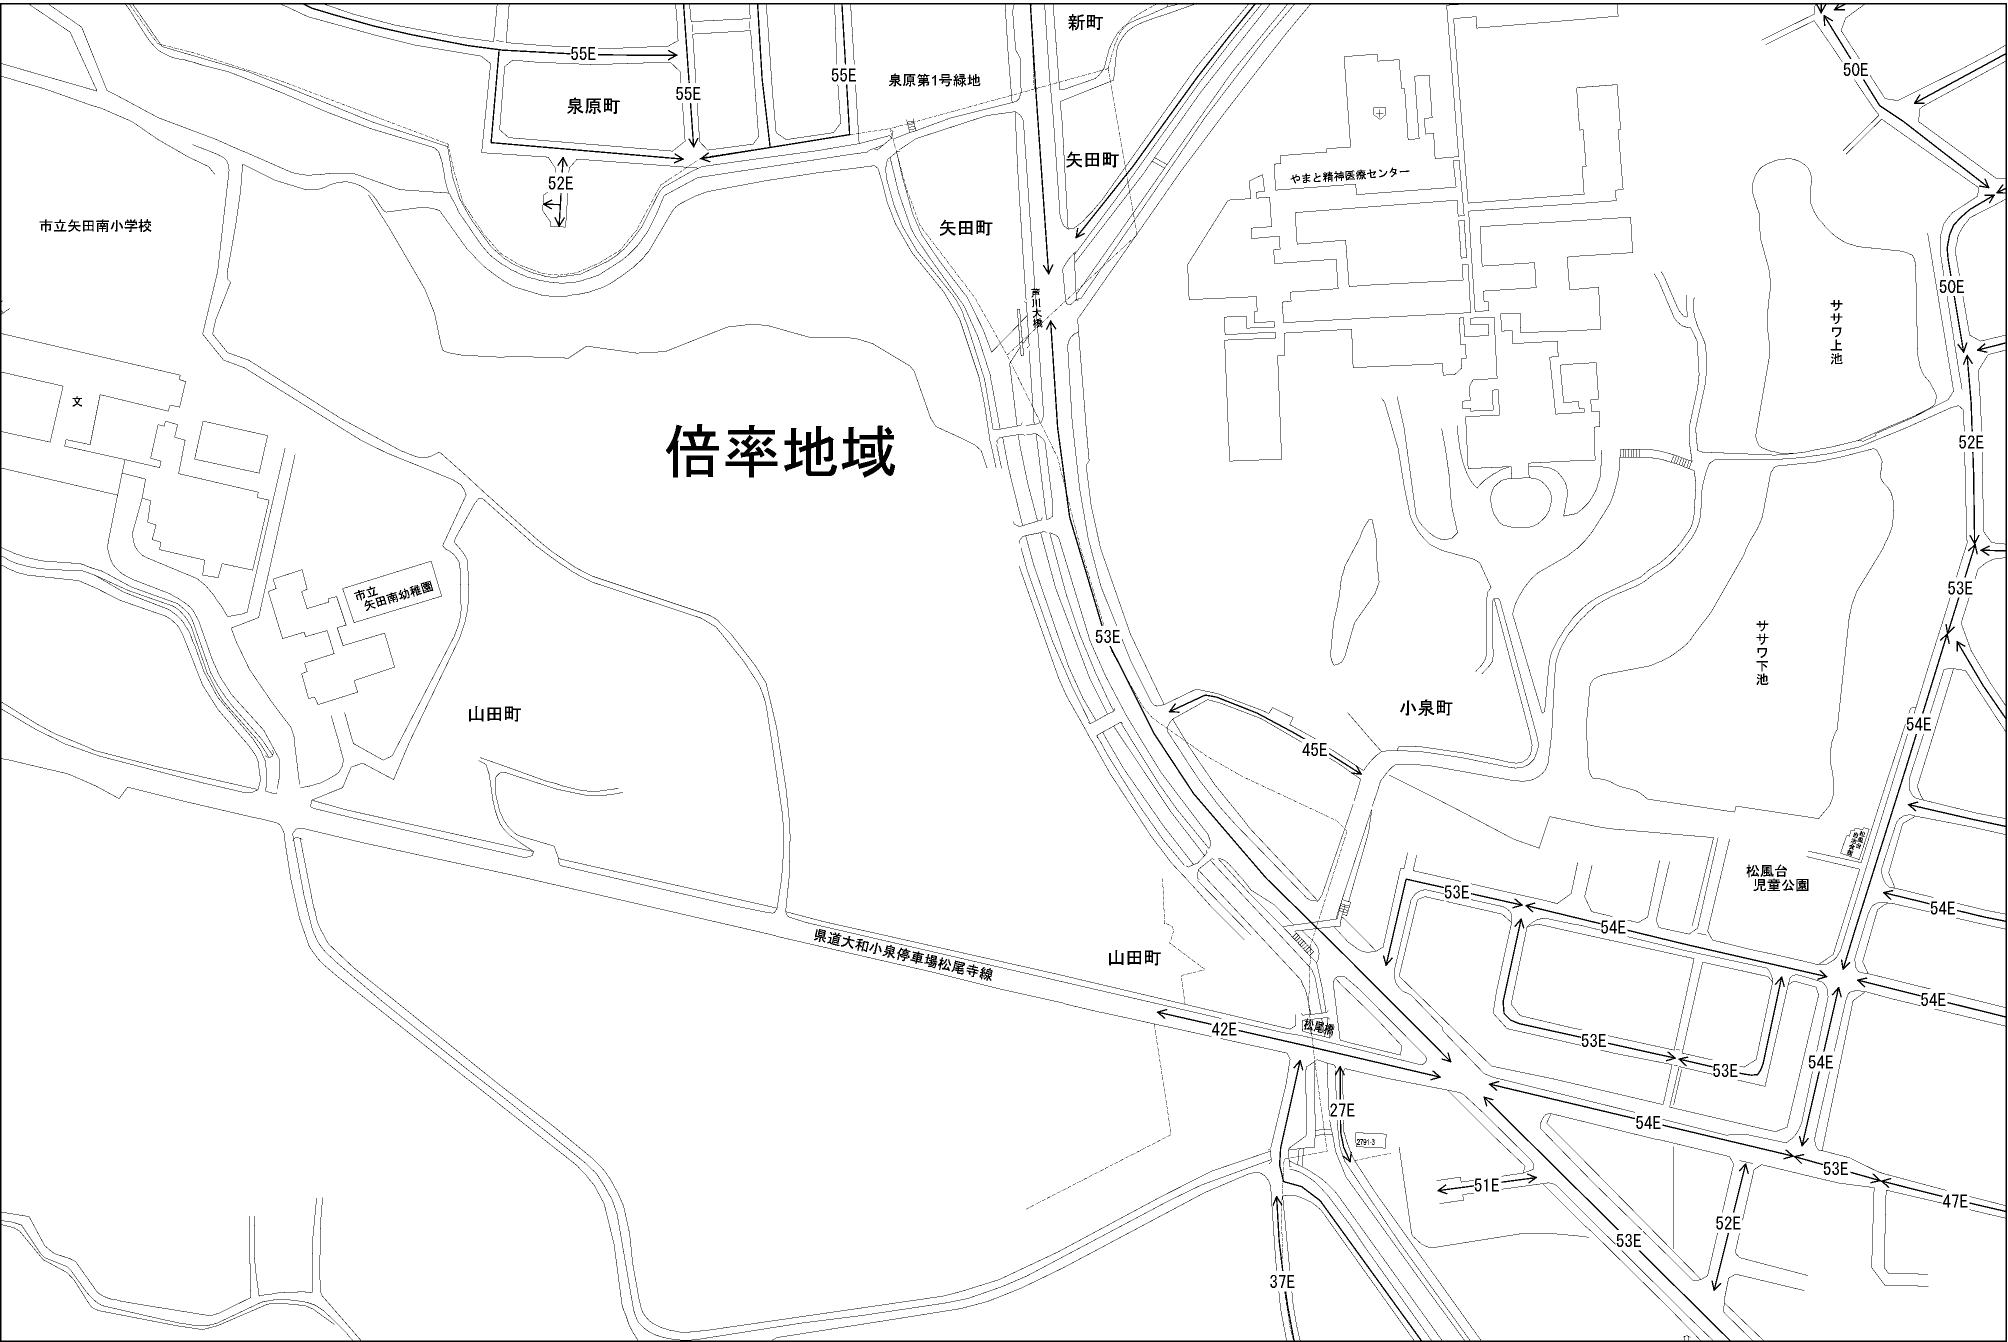 新町
55E
50E
55E
55E
泉原第1号緑地
泉原町
矢田町
やまと精神医療センター
52E
市立矢田南小学校
矢田町
50E
芦川大橋
ササワ上池
文
倍率地域
52E
市立
矢田南幼稚園
53E
53E
ササワ下池
山田町
小泉町
54E
45E
松風台
児童公園
53E
54E
54E
県道大和小泉停車場松尾寺線
山田町
54E
42E
松尾橋
53E
53E
54E
27E
54E
2791-3
53E
51E
47E
52E
53E
37E